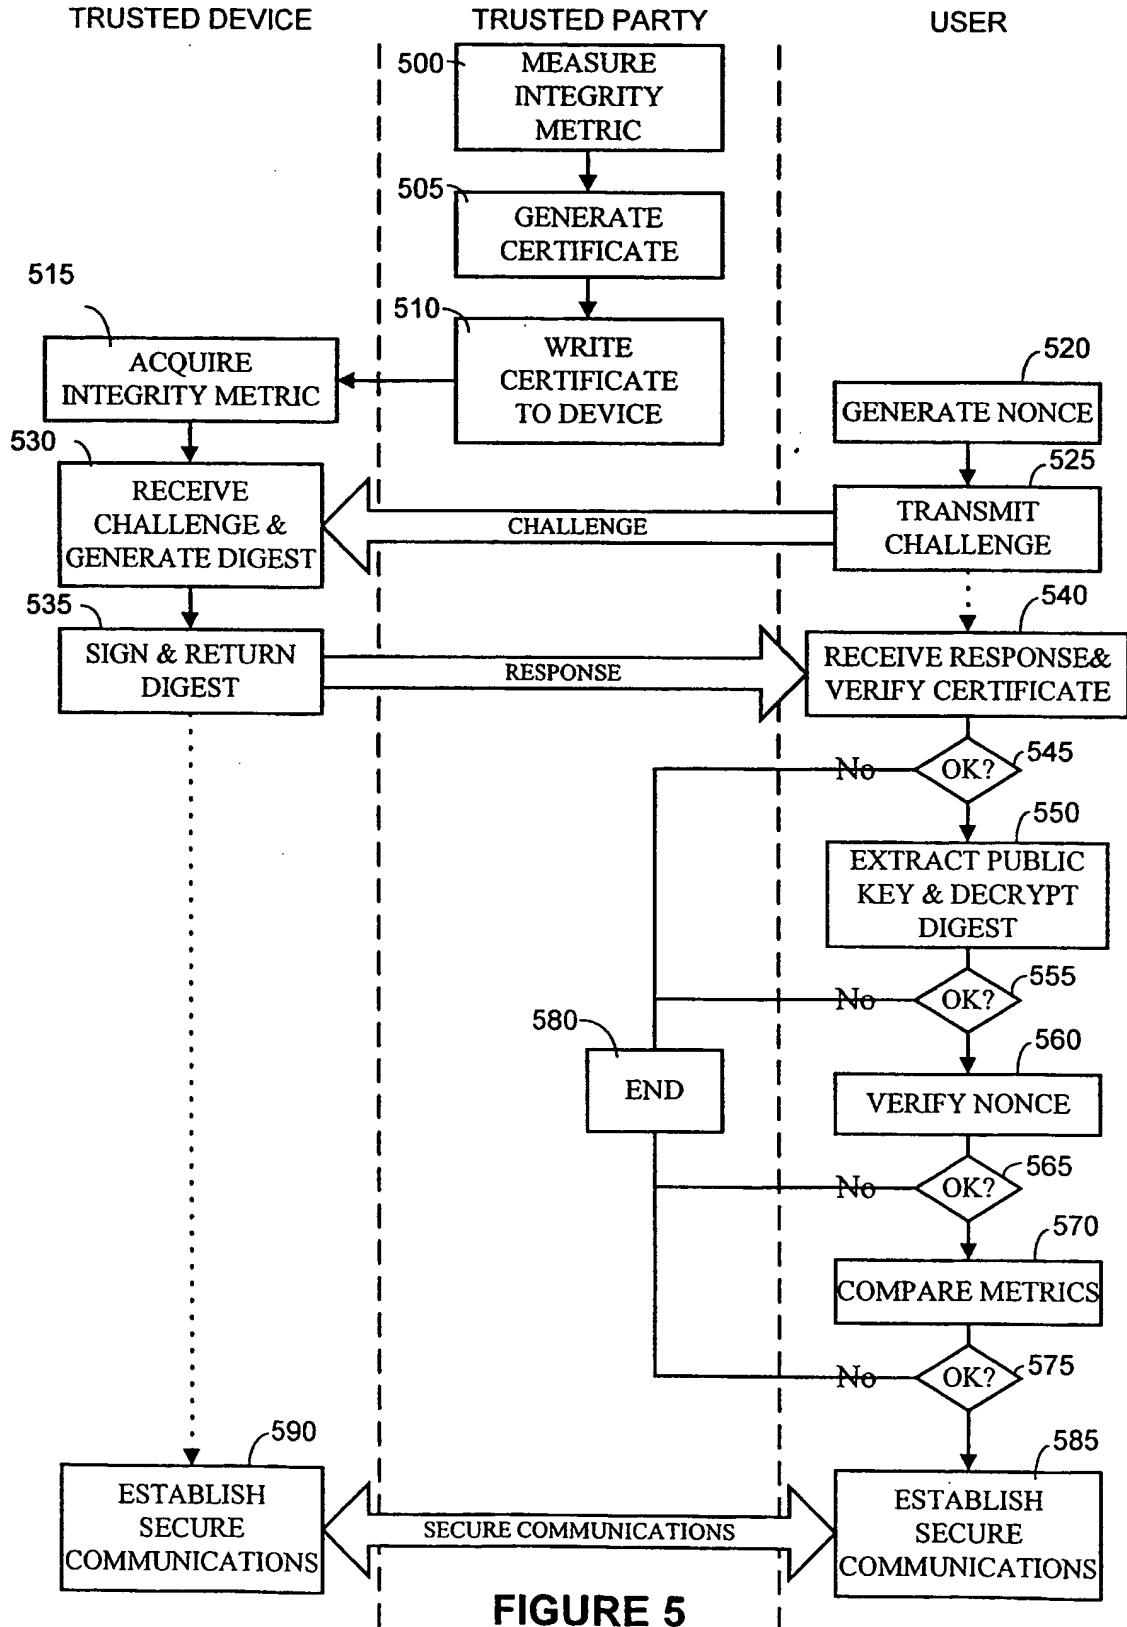 TRUSTED DEVICE
TRUSTED PARTY
USER
500
MEASURE
INTEGRITY
METRIC
505
GENERATE
CERTIFICATE
510
WRITE
CERTIFICATE
TO DEVICE
515
ACQUIRE
INTEGRITY METRIC
520
GENERATE NONCE
525
TRANSMIT
CHALLENGE
530
RECEIVE
CHALLENGE &
GENERATE DIGEST
CHALLENGE
535
SIGN & RETURN
DIGEST
RESPONSE
540
RECEIVE RESPONSE&
VERIFY CERTIFICATE
No
OK?
545
550
EXTRACT PUBLIC
KEY & DECRYPT
DIGEST
No
OK?
555
580
END
560
VERIFY NONCE
No
OK?
565
570
COMPARE METRICS
No
OK?
575
590
ESTABLISH
SECURE
COMMUNICATIONS
SECURE COMMUNICATIONS
585
ESTABLISH
SECURE
COMMUNICATIONS
FIGURE 5